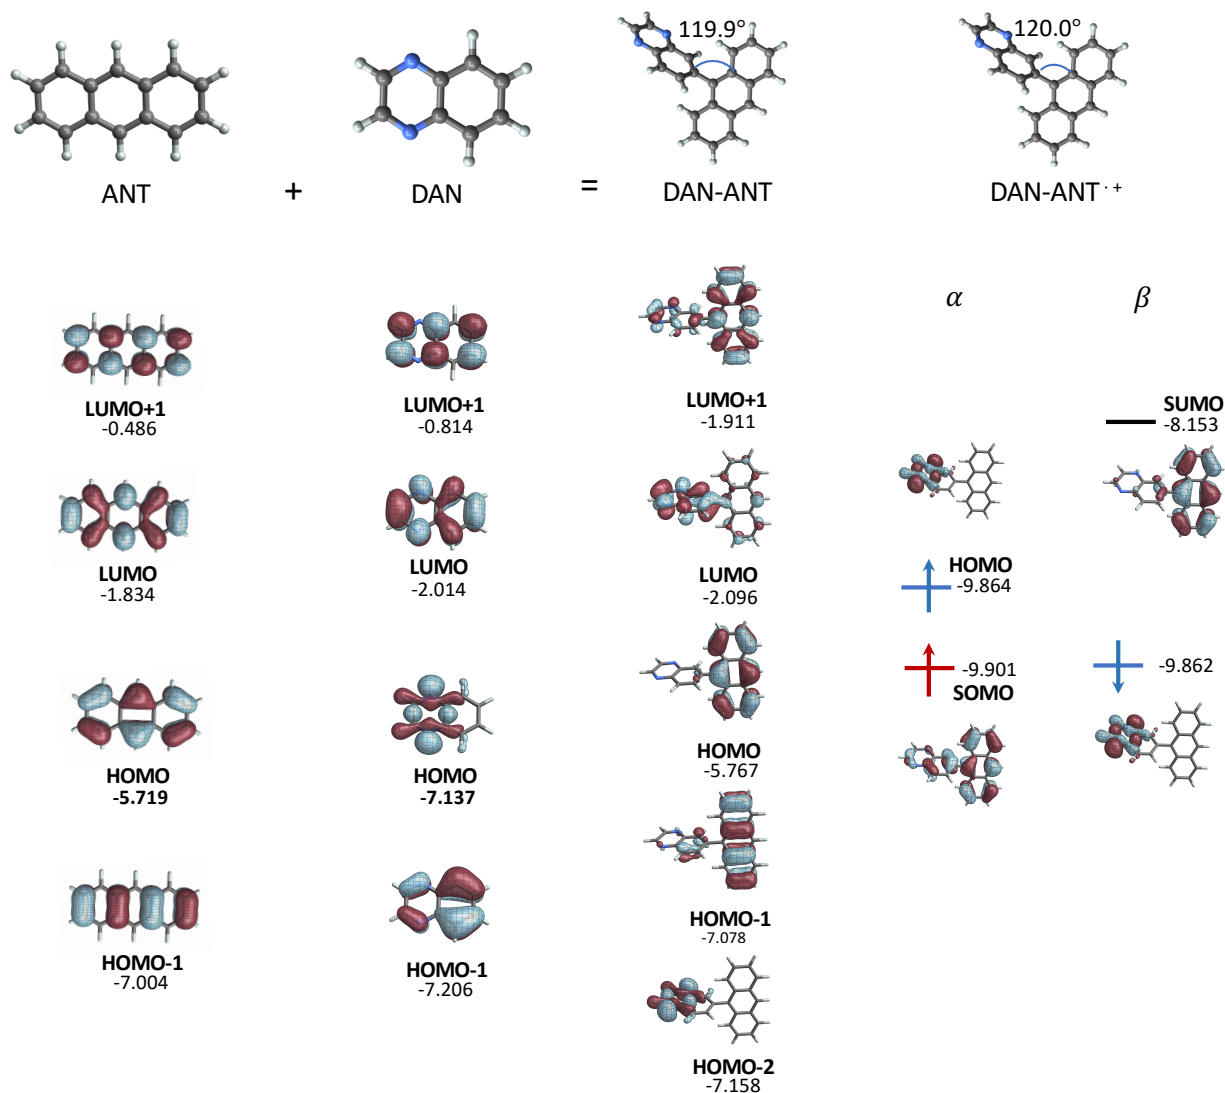 119.9°
120.0°
ANT
+
DAN
=
DAN-ANT
DAN-ANT · +
α
β
LUMO+1
-0.486
LUMO+1
-0.814
LUMO+1
-1.911
SUMO
-8.153
LUMO
-1.834
LUMO
-2.014
LUMO
-2.096
HOMO
-9.864
HOMO
-5.719
HOMO
-7.137
HOMO
-5.767
-9.901
SOMO
-9.862
HOMO-1
-7.004
HOMO-1
-7.206
HOMO-1
-7.078
HOMO-2
-7.158